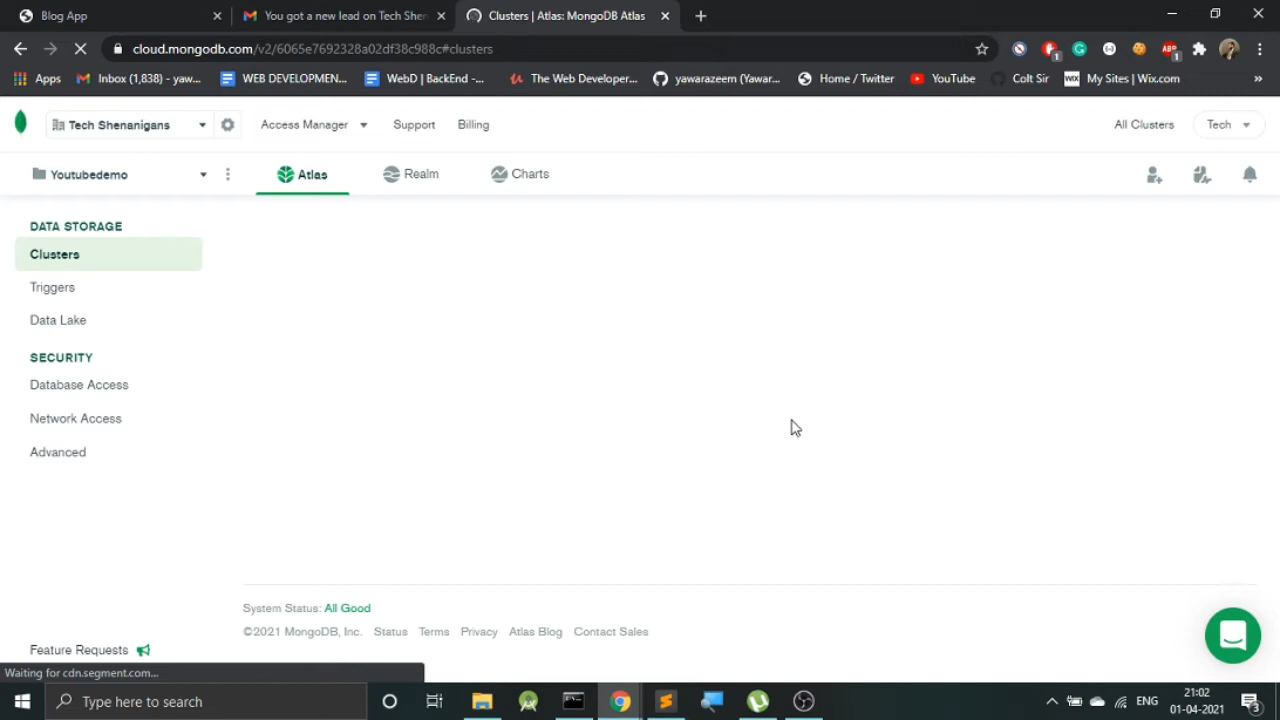 Blog App
You got a new lead on Tech Shen
Clusters | Atlas: MongoDB Atlas
cloud.mongodb.com/v2/6065e7692328a02df38c988c#clusters
Apps
Inbox (1,838) - yaw...
WEB DEVELOPMEN...
WebD | BackEnd -...
The Web Developer...
yawarazeem (Yawar...
Home / Twitter
YouTube
Colt Sir
WIX
My Sites | Wix.com
»
ABP
1
1
Tech Shenanigans
Access Manager
Support
Billing
All Clusters
Tech
Youtubedemo
Atlas
Realm
Charts
DATA STORAGE
Clusters
Triggers
Data Lake
SECURITY
Database Access
Network Access
Advanced
System Status: All Good
©2021 MongoDB, Inc. Status Terms Privacy Atlas Blog Contact Sales
Feature Requests
Waiting for cdn.segment.com...
Type here to search
ENG
21:02
01-04-2021
3